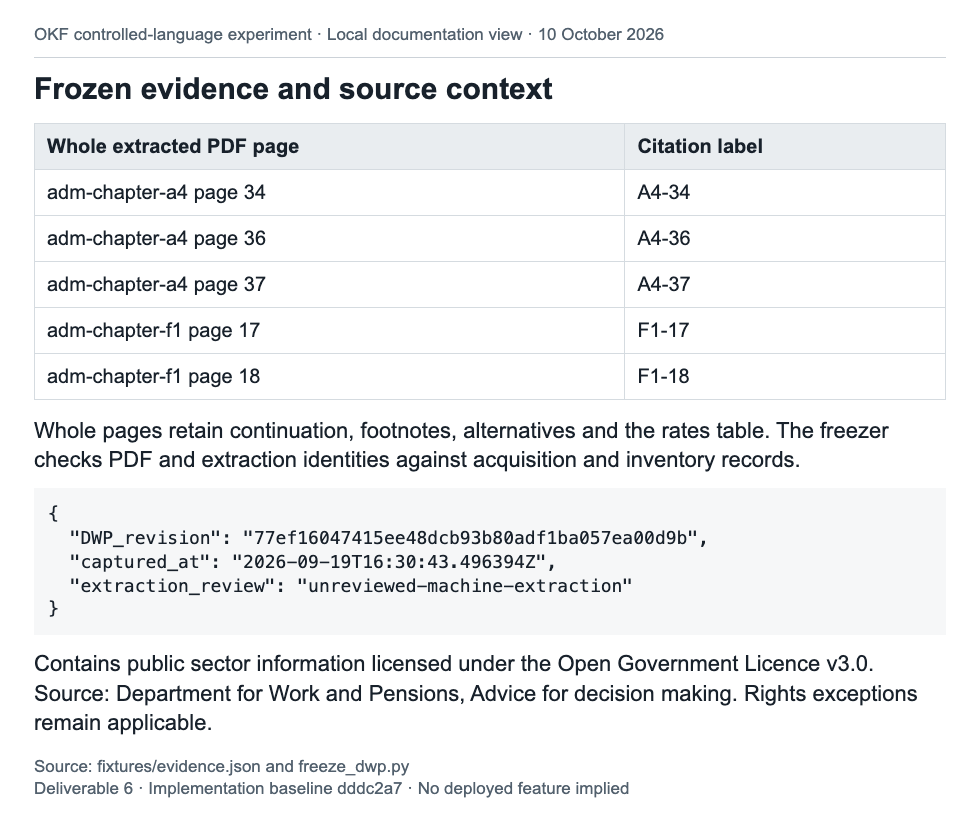 OKF controlled-language experiment · Local documentation view · 10 October 2026
Frozen evidence and source context
Whole extracted PDF page Citation label
adm-chapter-a4 page 34 A4-34
adm-chapter-a4 page 36 A4-36
adm-chapter-a4 page 37 A4-37
adm-chapter-f1 page 17 F1-17
adm-chapter-f1 page 18 F1-18
Whole pages retain continuation, footnotes, alternatives and the rates table. The freezer
checks PDF and extraction identities against acquisition and inventory records.
{
  "DWP_revision": "77ef16047415ee48dcb93b80adf1ba057ea00d9b",
  "captured_at": "2026-09-19T16:30:43.496394Z",
  "extraction_review": "unreviewed-machine-extraction"
}
Contains public sector information licensed under the Open Government Licence v3.0.
Source: Department for Work and Pensions, Advice for decision making. Rights exceptions
remain applicable.
Source: fixtures/evidence.json and freeze_dwp.py
Deliverable 6 · Implementation baseline dddc2a7 · No deployed feature implied